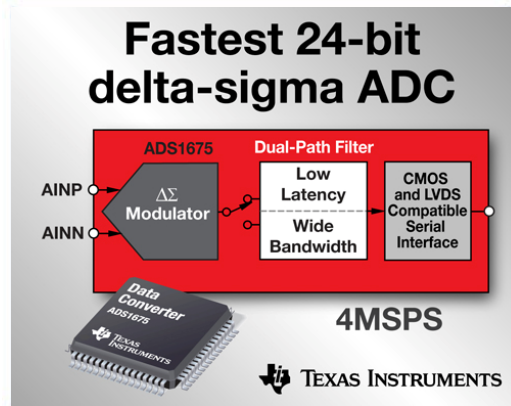 Fastest 24-bit
delta-sigma ADC
ADS1675
Dual-Path Filter
AINP
AINN
ΔΣ
Modulator
Low
Latency
Wide
Bandwidth
CMOS
and LVDS
Compatible
Serial
Interface
Data
Converter
ADS1675
TEXAS
INSTRUMENTS
4MSPS
TEXAS INSTRUMENTS